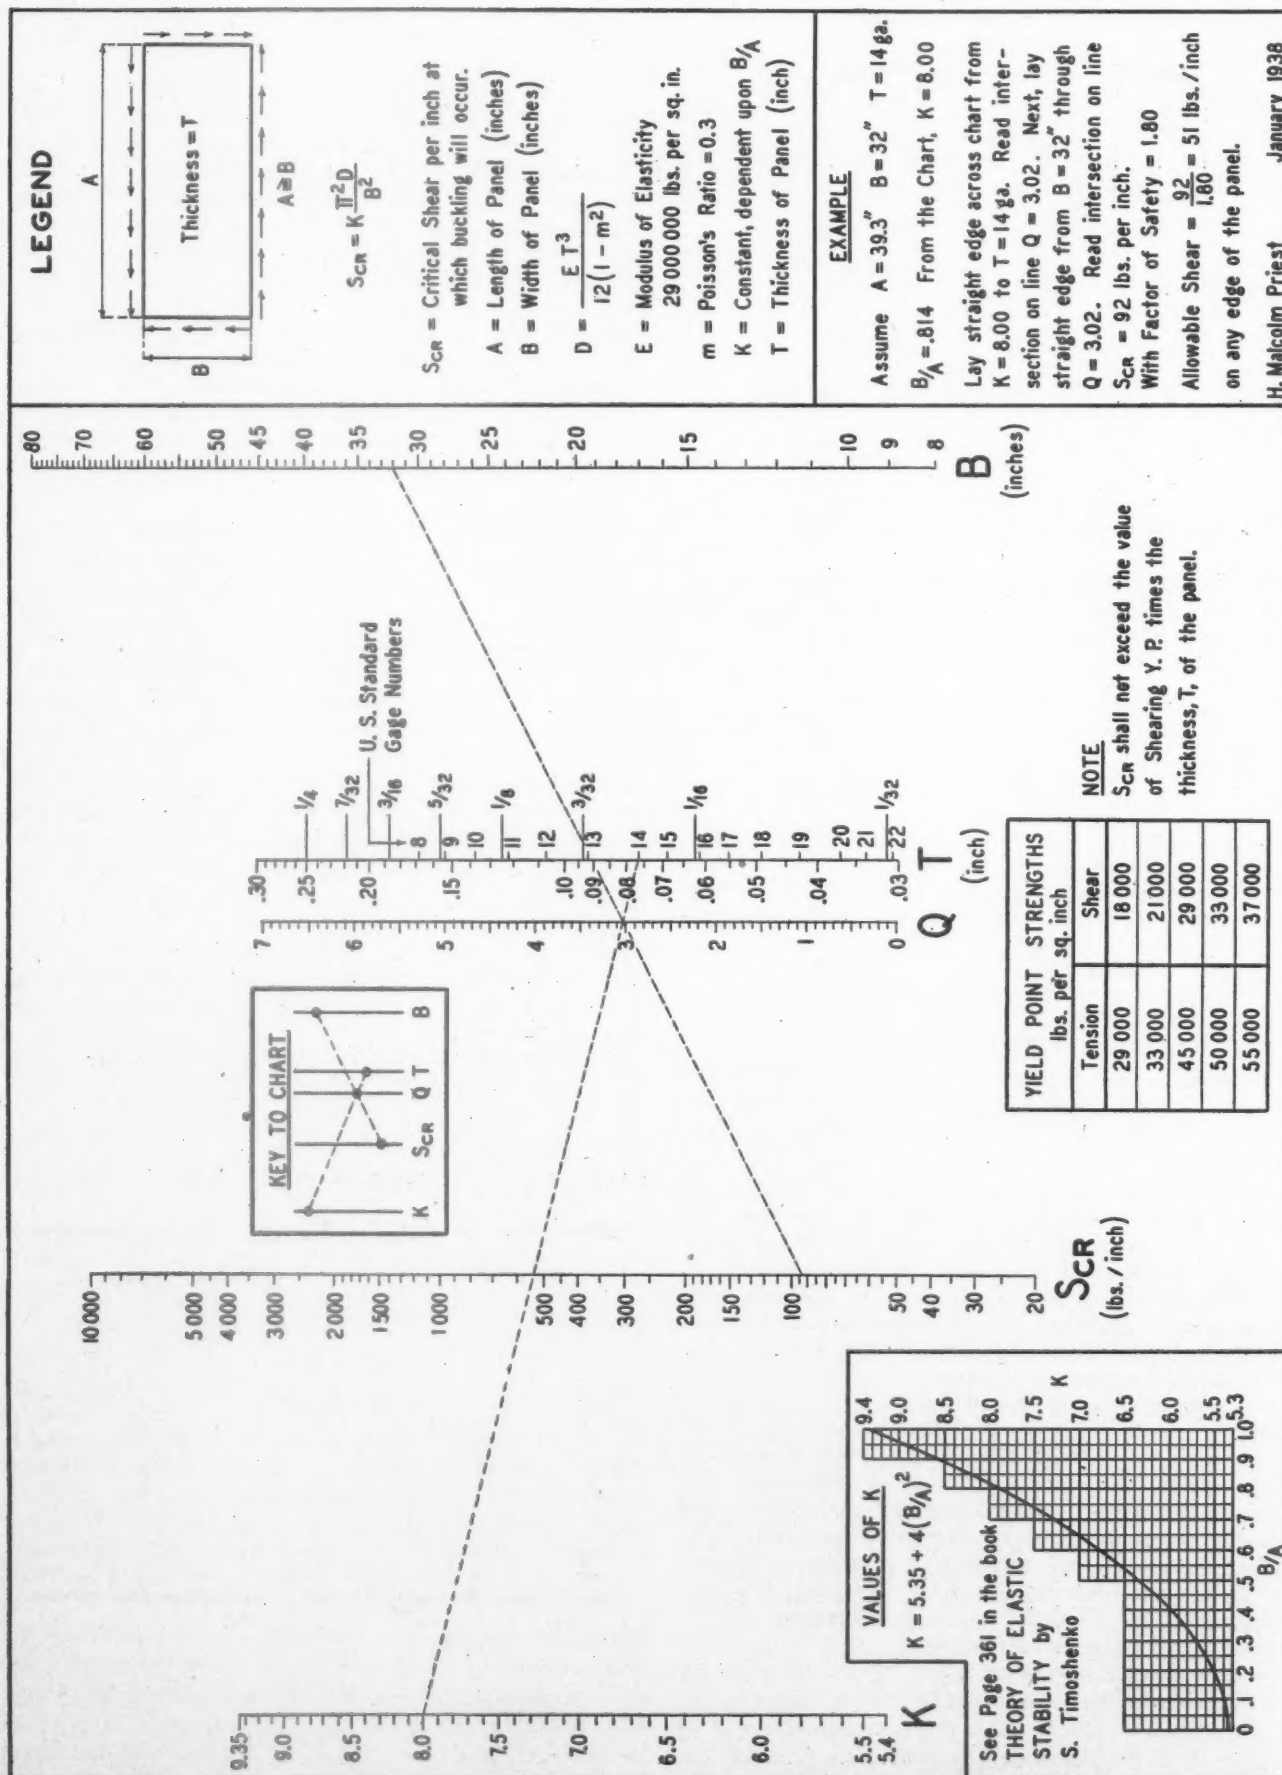 LEGEND
A
B
Thickness = T
A ≧ B
SCR = K π²D / B²
SCR = Critical Shear per inch at
which buckling will occur.
A = Length of Panel (inches)
B = Width of Panel (inches)
D = E T³ / 12(1 - m²)
E = Modulus of Elasticity
29 000 000 lbs. per sq. in.
m = Poisson's Ratio = 0.3
K = Constant, dependent upon B/A
T = Thickness of Panel (inch)
EXAMPLE
Assume A = 39.3" B = 32" T = 14 ga.
B/A = .814 From the Chart, K = 8.00
Lay straight edge across chart from
K = 8.00 to T = 14 ga. Read inter-
section on line Q = 3.02. Next, lay
straight edge from B = 32" through
Q = 3.02. Read intersection on line
SCR = 92 lbs. per inch.
With Factor of Safety = 1.80
Allowable Shear = 92 / 1.80 = 51 lbs./inch
on any edge of the panel.
H. Malcolm Priest January 1938
80
70
60
50
45
40
35
30
25
20
15
10
8
B
(inches)
U. S. Standard
Gage Numbers
1/4
7/32
3/16
8
5/32
9
10
1/8
11
12
3/32
13
14
15
1/16
16
17
18
19
20
21
1/32
22
.30
.25
.20
.15
.10
.09
.08
.07
.06
.05
.04
.03
T
(inch)
7
6
5
4
3
2
1
0
Q
KEY TO CHART
K SCR Q T B
10000
5000
4000
3000
2000
1500
1000
500
400
300
200
150
100
50
40
30
20
SCR
(lbs./inch)
NOTE
SCR shall not exceed the value
of Shearing Y. P. times the
thickness, T, of the panel.
YIELD POINT STRENGTHS
lbs. per sq. inch
Tension Shear
29 000 18 000
33 000 21 000
45 000 29 000
50 000 33 000
55 000 37 000
9.35
9.0
8.5
8.0
7.5
7.0
6.5
6.0
5.5
5.4
K
VALUES OF K
K = 5.35 + 4(B/A)²
See Page 361 in the book
THEORY OF ELASTIC
STABILITY by
S. Timoshenko
9.4
9.0
8.5
8.0
7.5
7.0
6.5
6.0
5.5
5.3
K
0 .1 .2 .3 .4 .5 .6 .7 .8 .9 1.0
B/A